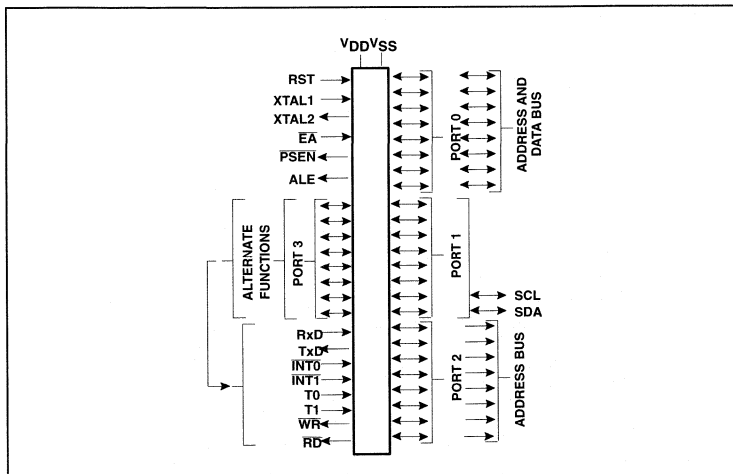 VDD VSS
RST
XTAL1
XTAL2
EA
PSEN
ALE
PORT 0
ADDRESS AND
DATA BUS
ALTERNATE
FUNCTIONS
PORT 3
PORT 1
SCL
SDA
RxD
TxD
INT0
INT1
T0
T1
WR
RD
PORT 2
ADDRESS BUS